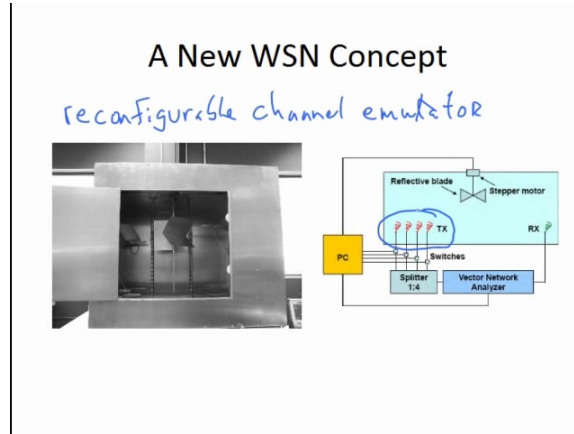 A New WSN Concept
reconfigurable channel emulator
Reflective blade
Stepper motor
TX
RX
PC
Switches
Splitter
1:4
Vector Network
Analyzer